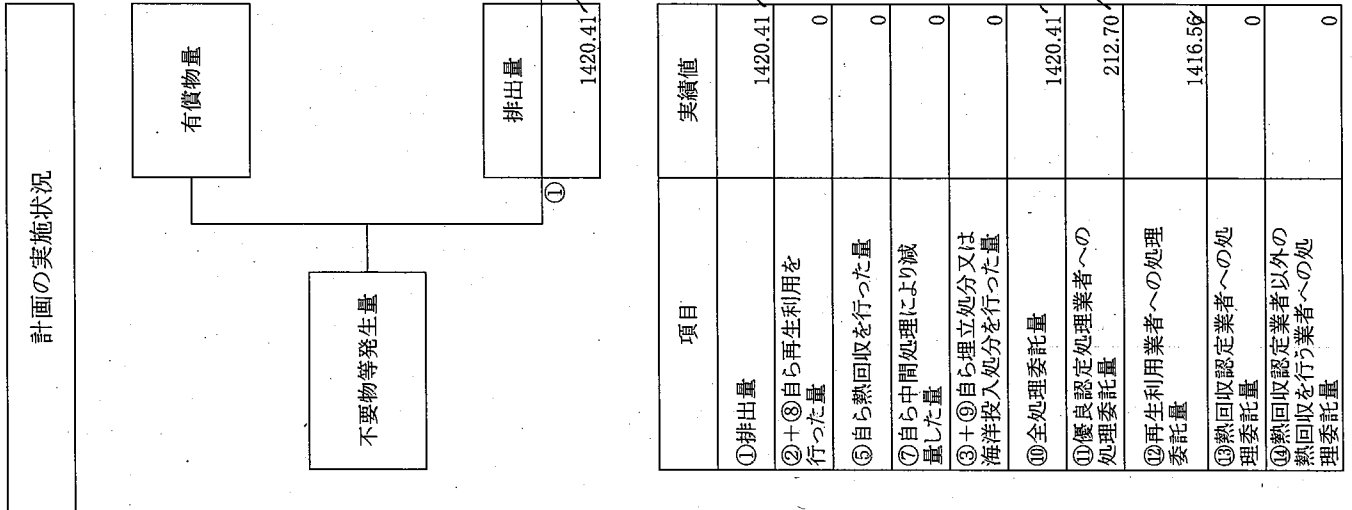 計画の実施状況
有償物量
不要物等発生量
排出量
①
1420.41
項目
実績値
①排出量
1420.41
②+⑧自ら再生利用を
行った量
0
⑤自ら熱回収を行った量
0
⑦自ら中間処理により減
量した量
0
③+⑨自ら埋立処分又は
海洋投入処分を行った量
0
⑩全処理委託量
1420.41
⑪優良認定処理業者への
処理委託量
212.70
⑫再生利用業者への処理
委託量
1416.56
⑬熱回収認定業者への処
理委託量
0
⑭熱回収認定業者以外の
熱回収を行う業者への処
理委託量
0